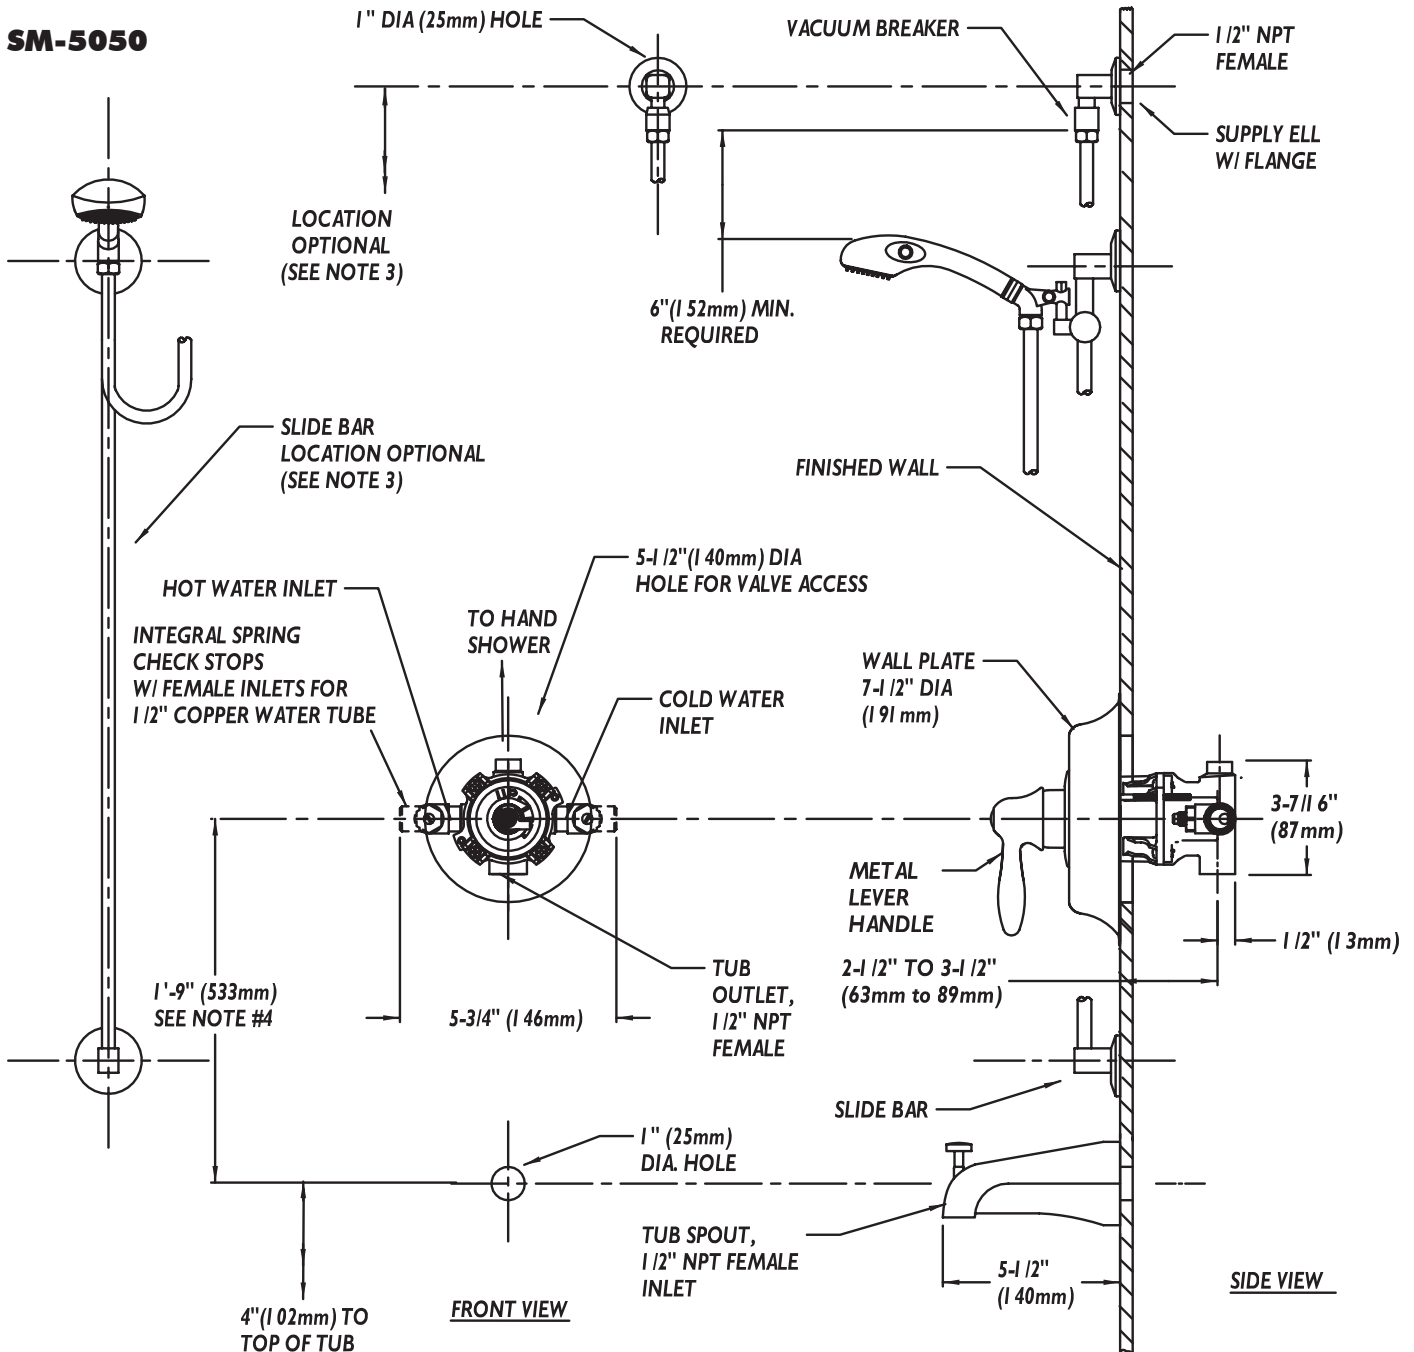 SM-5050
1" DIA (25mm) HOLE
VACUUM BREAKER
1/2" NPT
FEMALE
SUPPLY ELL
W/ FLANGE
LOCATION
OPTIONAL
(SEE NOTE 3)
6"(152mm) MIN.
REQUIRED
SLIDE BAR
LOCATION OPTIONAL
(SEE NOTE 3)
FINISHED WALL
5-1/2"(140mm) DIA
HOLE FOR VALVE ACCESS
HOT WATER INLET
TO HAND
SHOWER
INTEGRAL SPRING
CHECK STOPS
W/ FEMALE INLETS FOR
1/2" COPPER WATER TUBE
COLD WATER
INLET
WALL PLATE
7-1/2" DIA
(191mm)
UP
3-7/16"
(87mm)
METAL
LEVER
HANDLE
1/2" (13mm)
2-1/2" TO 3-1/2"
(63mm to 89mm)
TUB
OUTLET,
1/2" NPT
FEMALE
1'-9" (533mm)
SEE NOTE #4
5-3/4" (146mm)
SLIDE BAR
1" (25mm)
DIA. HOLE
TUB SPOUT,
1/2" NPT FEMALE
INLET
5-1/2"
(140mm)
SIDE VIEW
FRONT VIEW
4"(102mm) TO
TOP OF TUB